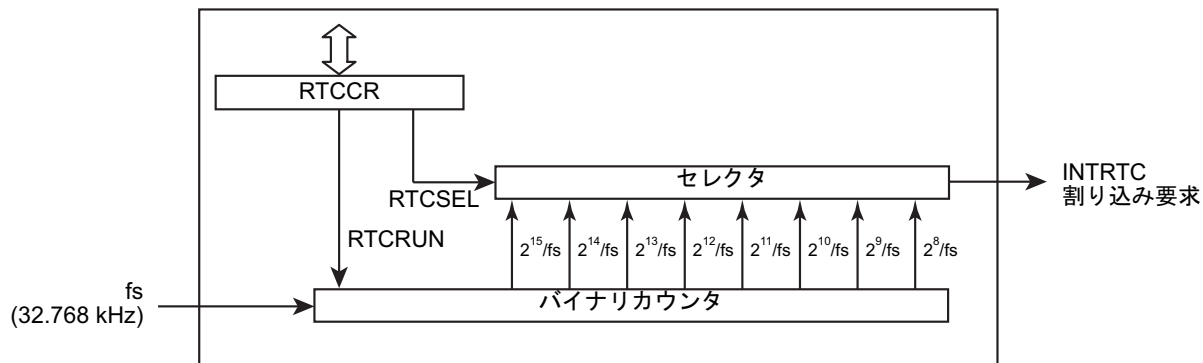 RTCCR
セレクタ
INTRTC
割り込み要求
RTCSEL
RTCRUN
2^15/fs 2^14/fs 2^13/fs 2^12/fs 2^11/fs 2^10/fs 2^9/fs 2^8/fs
fs
(32.768 kHz)
バイナリカウンタ